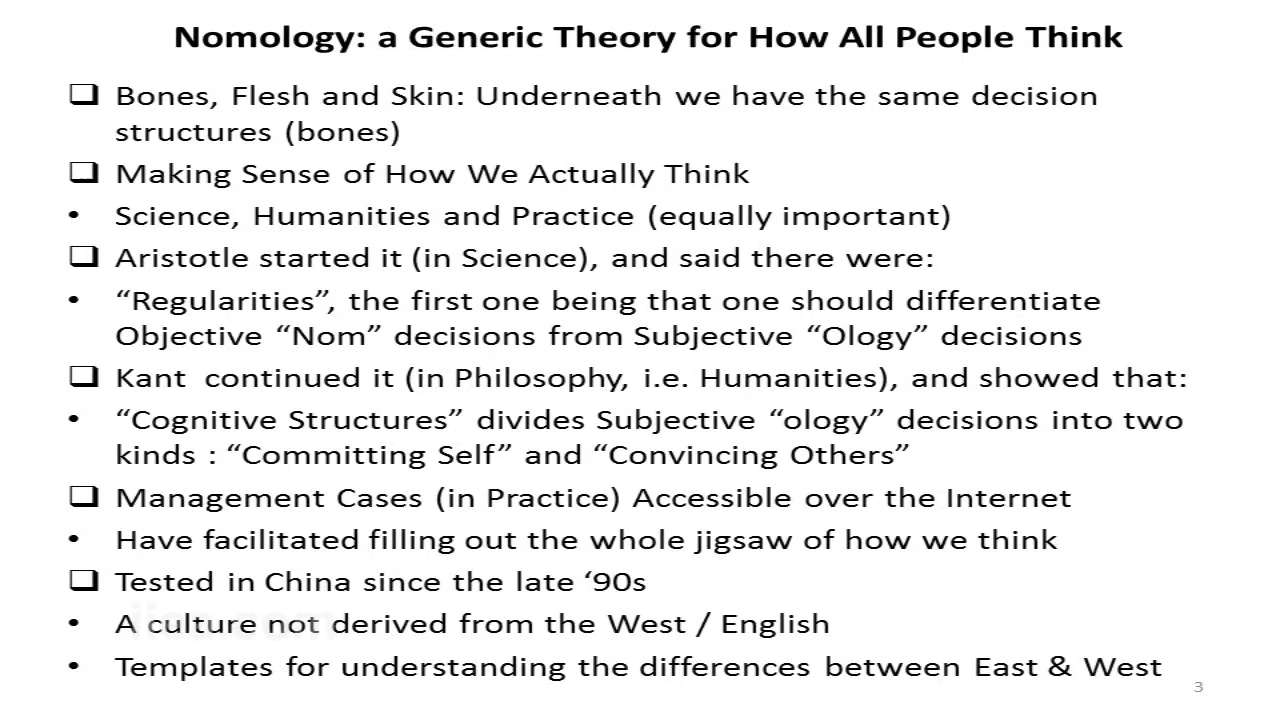 Nomology: a Generic Theory for How All People Think
❑ Bones, Flesh and Skin: Underneath we have the same decision
structures (bones)
❑ Making Sense of How We Actually Think
• Science, Humanities and Practice (equally important)
❑ Aristotle started it (in Science), and said there were:
• “Regularities”, the first one being that one should differentiate
Objective “Nom” decisions from Subjective “Ology” decisions
❑ Kant continued it (in Philosophy, i.e. Humanities), and showed that:
• “Cognitive Structures” divides Subjective “ology” decisions into two
kinds : “Committing Self” and “Convincing Others”
❑ Management Cases (in Practice) Accessible over the Internet
• Have facilitated filling out the whole jigsaw of how we think
❑ Tested in China since the late ‘90s
• A culture not derived from the West / English
• Templates for understanding the differences between East & West
3